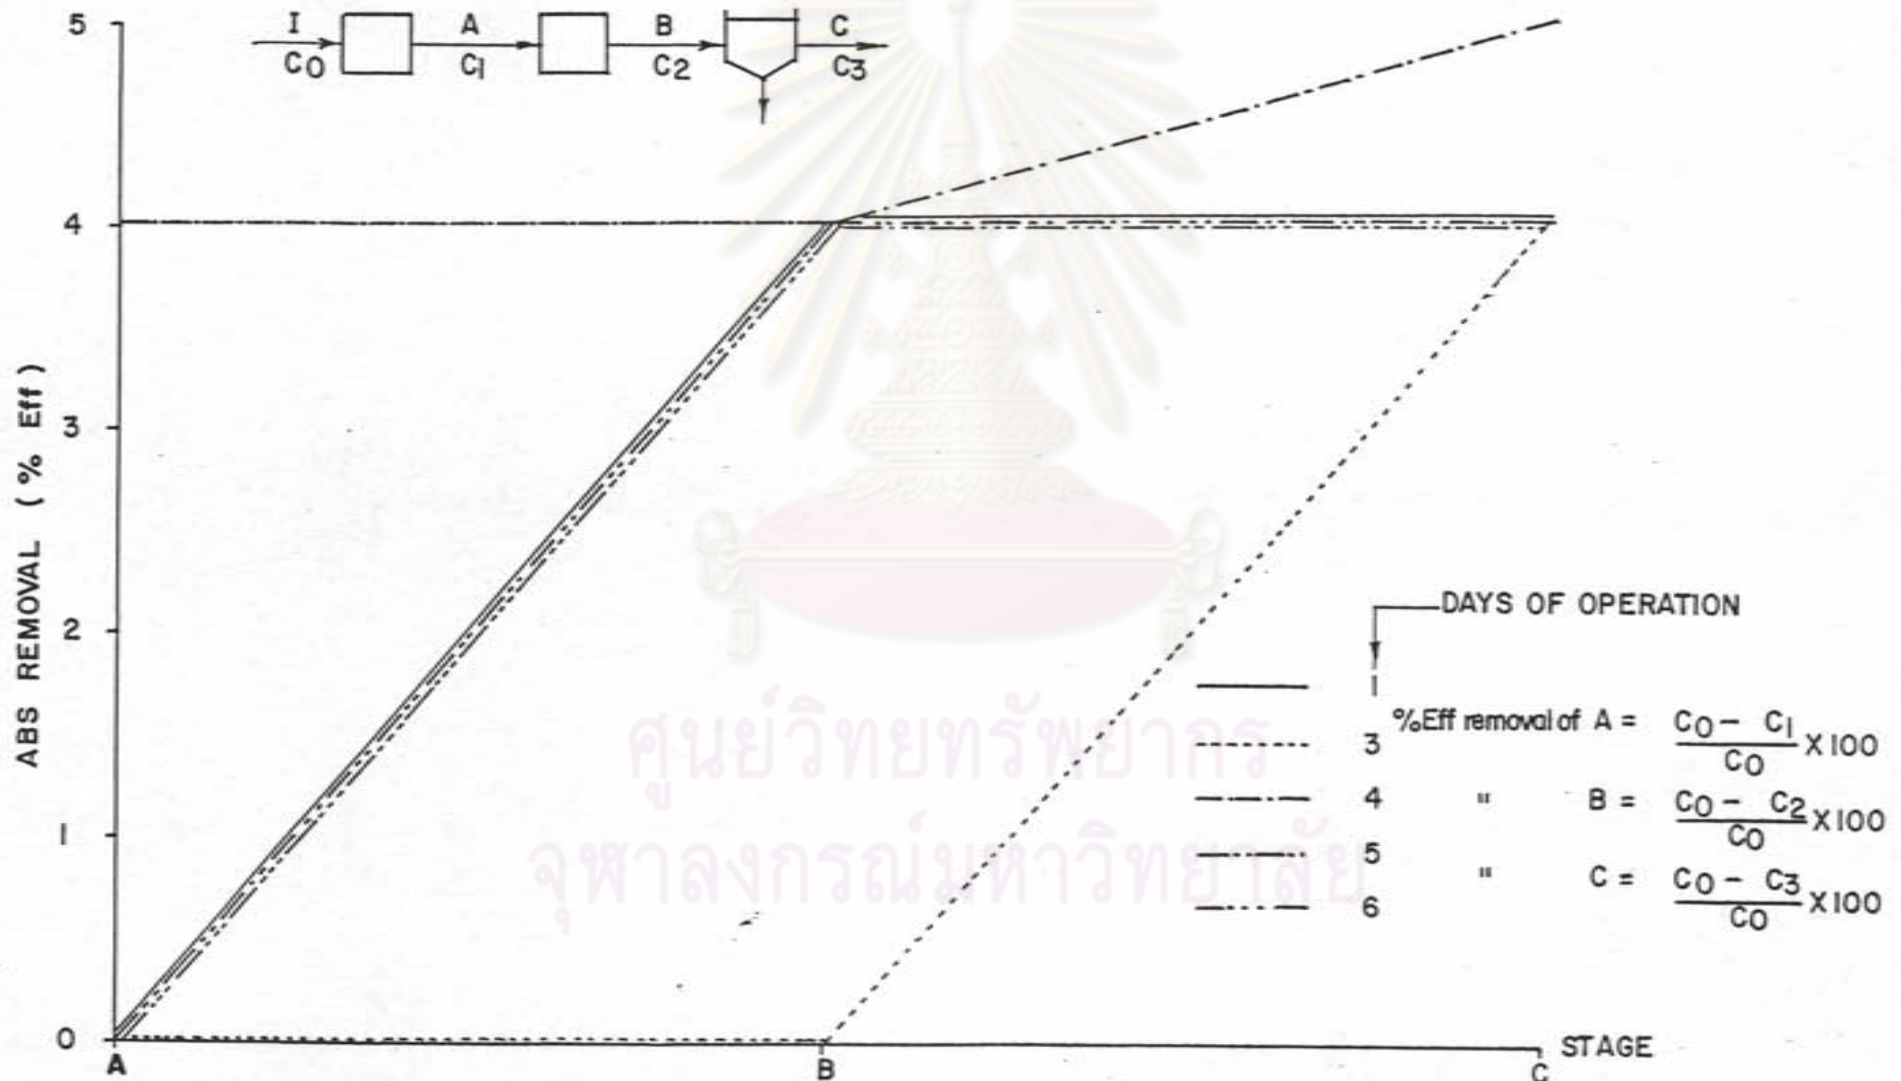 5
I
A
B
C
C0
C1
C2
C3
4
3
2
1
0
ABS REMOVAL ( % Eff )
DAYS OF OPERATION
1
%Eff removal of A = C0 - C1 X 100
3
C0
4 " B = C0 - C2 X 100
C0
5
" C = C0 - C3 X 100
6
C0
ศูนย์วิทยทรัพยากร
จุฬาลงกรณ์มหาวิทยาลัย
STAGE
A
B
C